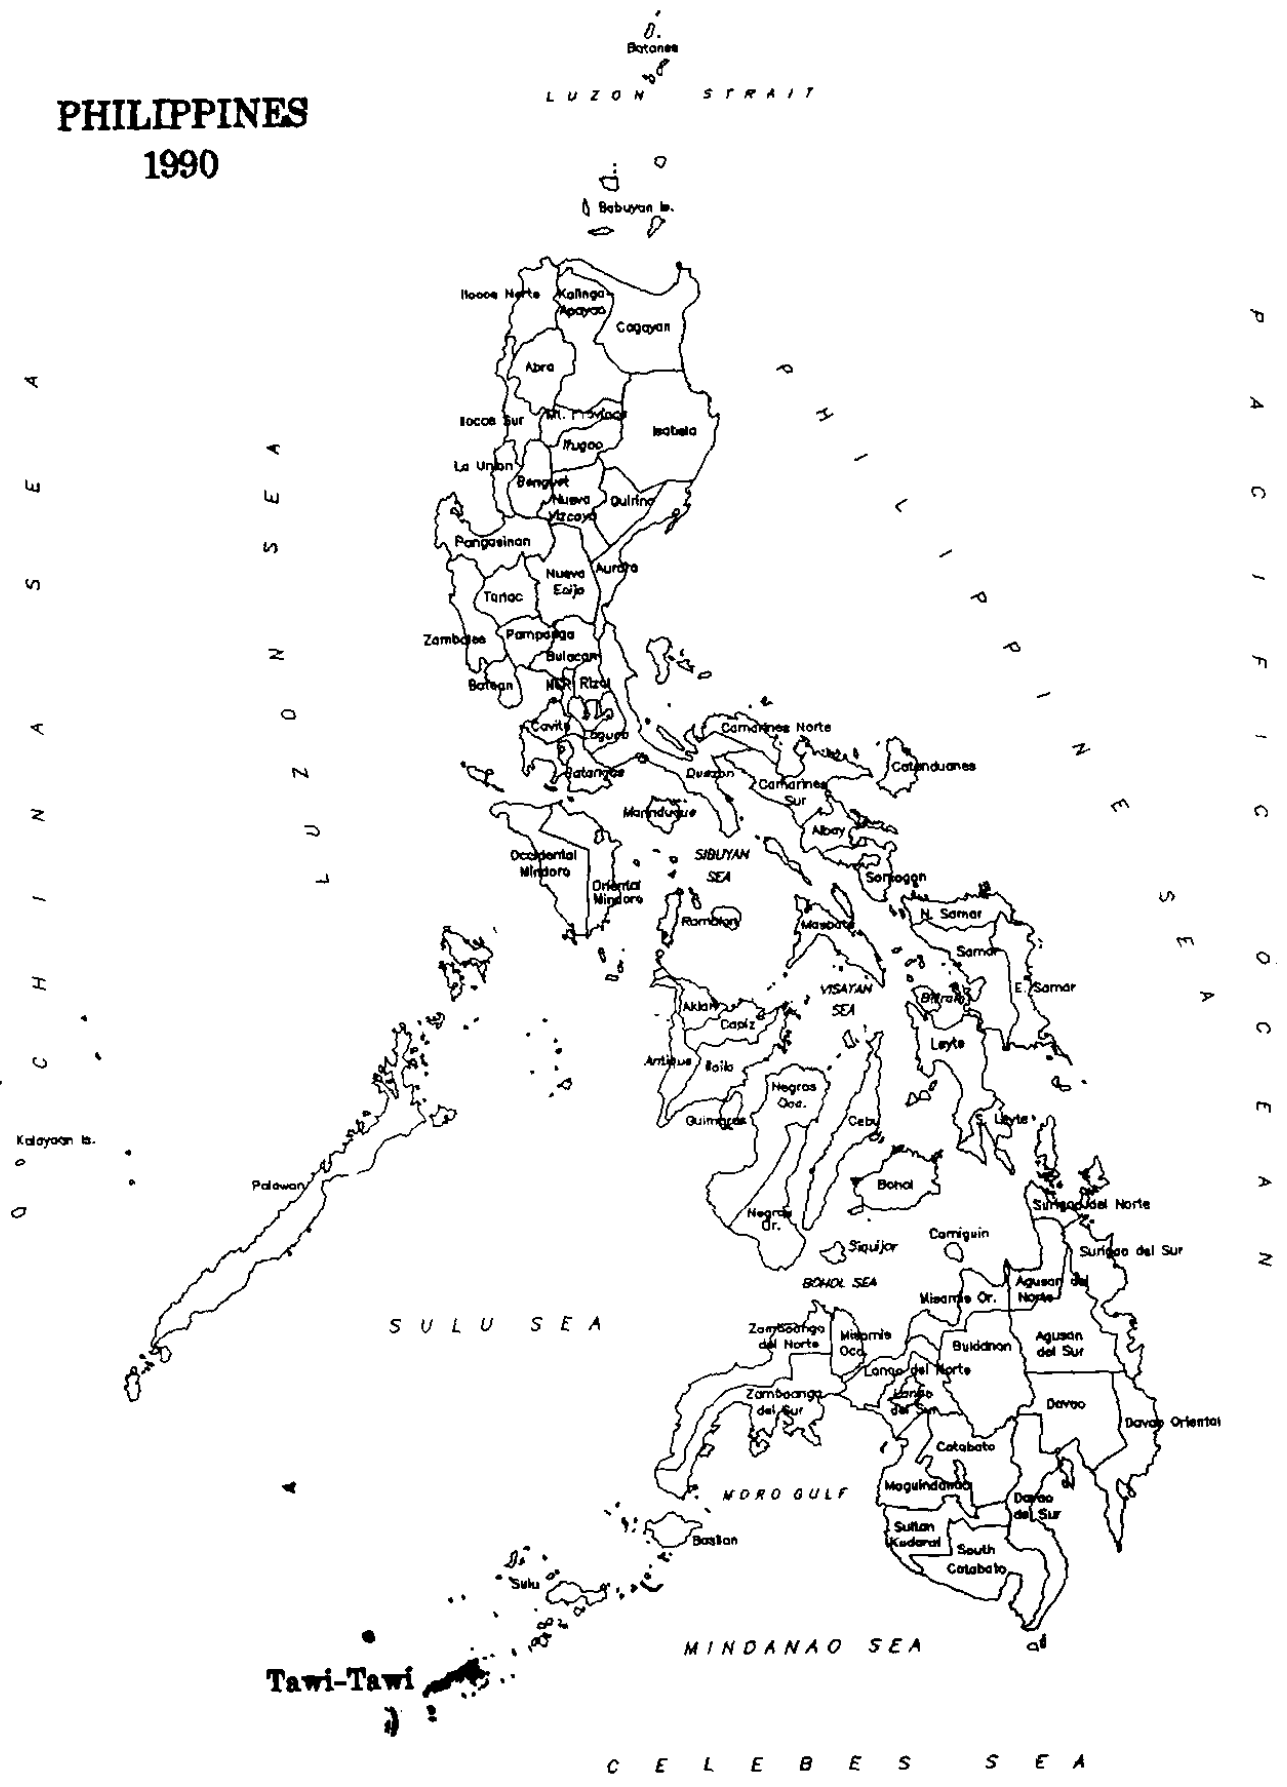 Batanes
LUZON STRAIT
PHILIPPINES
1990
Babuyan Is.
Ilocos Norte
Kalinga-
Apayao
Cagayan
Abra
Ilocos Sur
Mt. Province
Isabela
Ifugao
La Union
Benguet
Nueva
Vizcaya
Quirino
Pangasinan
Aurora
Nueva
Ecija
Tarlac
Zambales
Pampanga
Bulacan
Bataan
NCR
Rizal
Cavite
Laguna
Batangas
Quezon
Camarines Norte
Camarines
Sur
Catanduanes
Marinduque
Albay
SIBUYAN
SEA
Occidental
Mindoro
Oriental
Mindoro
Sorsogon
Romblon
Masbate
N. Samar
Samar
E. Samar
VISAYAN
SEA
Biliran
Aklan
Capiz
Leyte
Antique
Iloilo
Negros
Occ.
Guimaras
Cebu
S. Leyte
Bohol
Kalayaan Is.
Palawan
Negros
Or.
Siquijor
Camiguin
Surigao del Norte
Surigao del Sur
BOHOL SEA
Misamis Or.
Agusan del
Norte
SULU SEA
Zamboanga
del Norte
Misamis
Occ.
Bukidnon
Agusan
del Sur
Lanao del Norte
Lanao
del Sur
Zamboanga
del Sur
Davao
Davao Oriental
Cotabato
MORO GULF
Maguindanao
Davao
del Sur
Sultan
Kudarat
South
Cotabato
Basilan
Sulu
MINDANAO SEA
Tawi-Tawi
CELEBES SEA
CHINA SEA
LUZON SEA
PHILIPPINE SEA
PACIFIC OCEAN